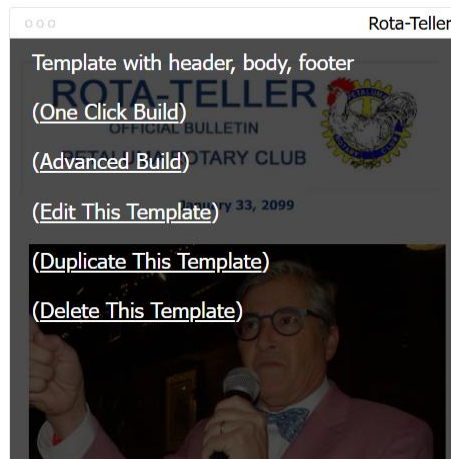 Rota-Teller
Template with header, body, footer
ROTA-TELLER
(One Click Build)
OFFICIAL BULLETIN
(Advanced Build)
PETALUMA ROTARY CLUB
(Edit This Template)
January 33, 2099
(Duplicate This Template)
(Delete This Template)